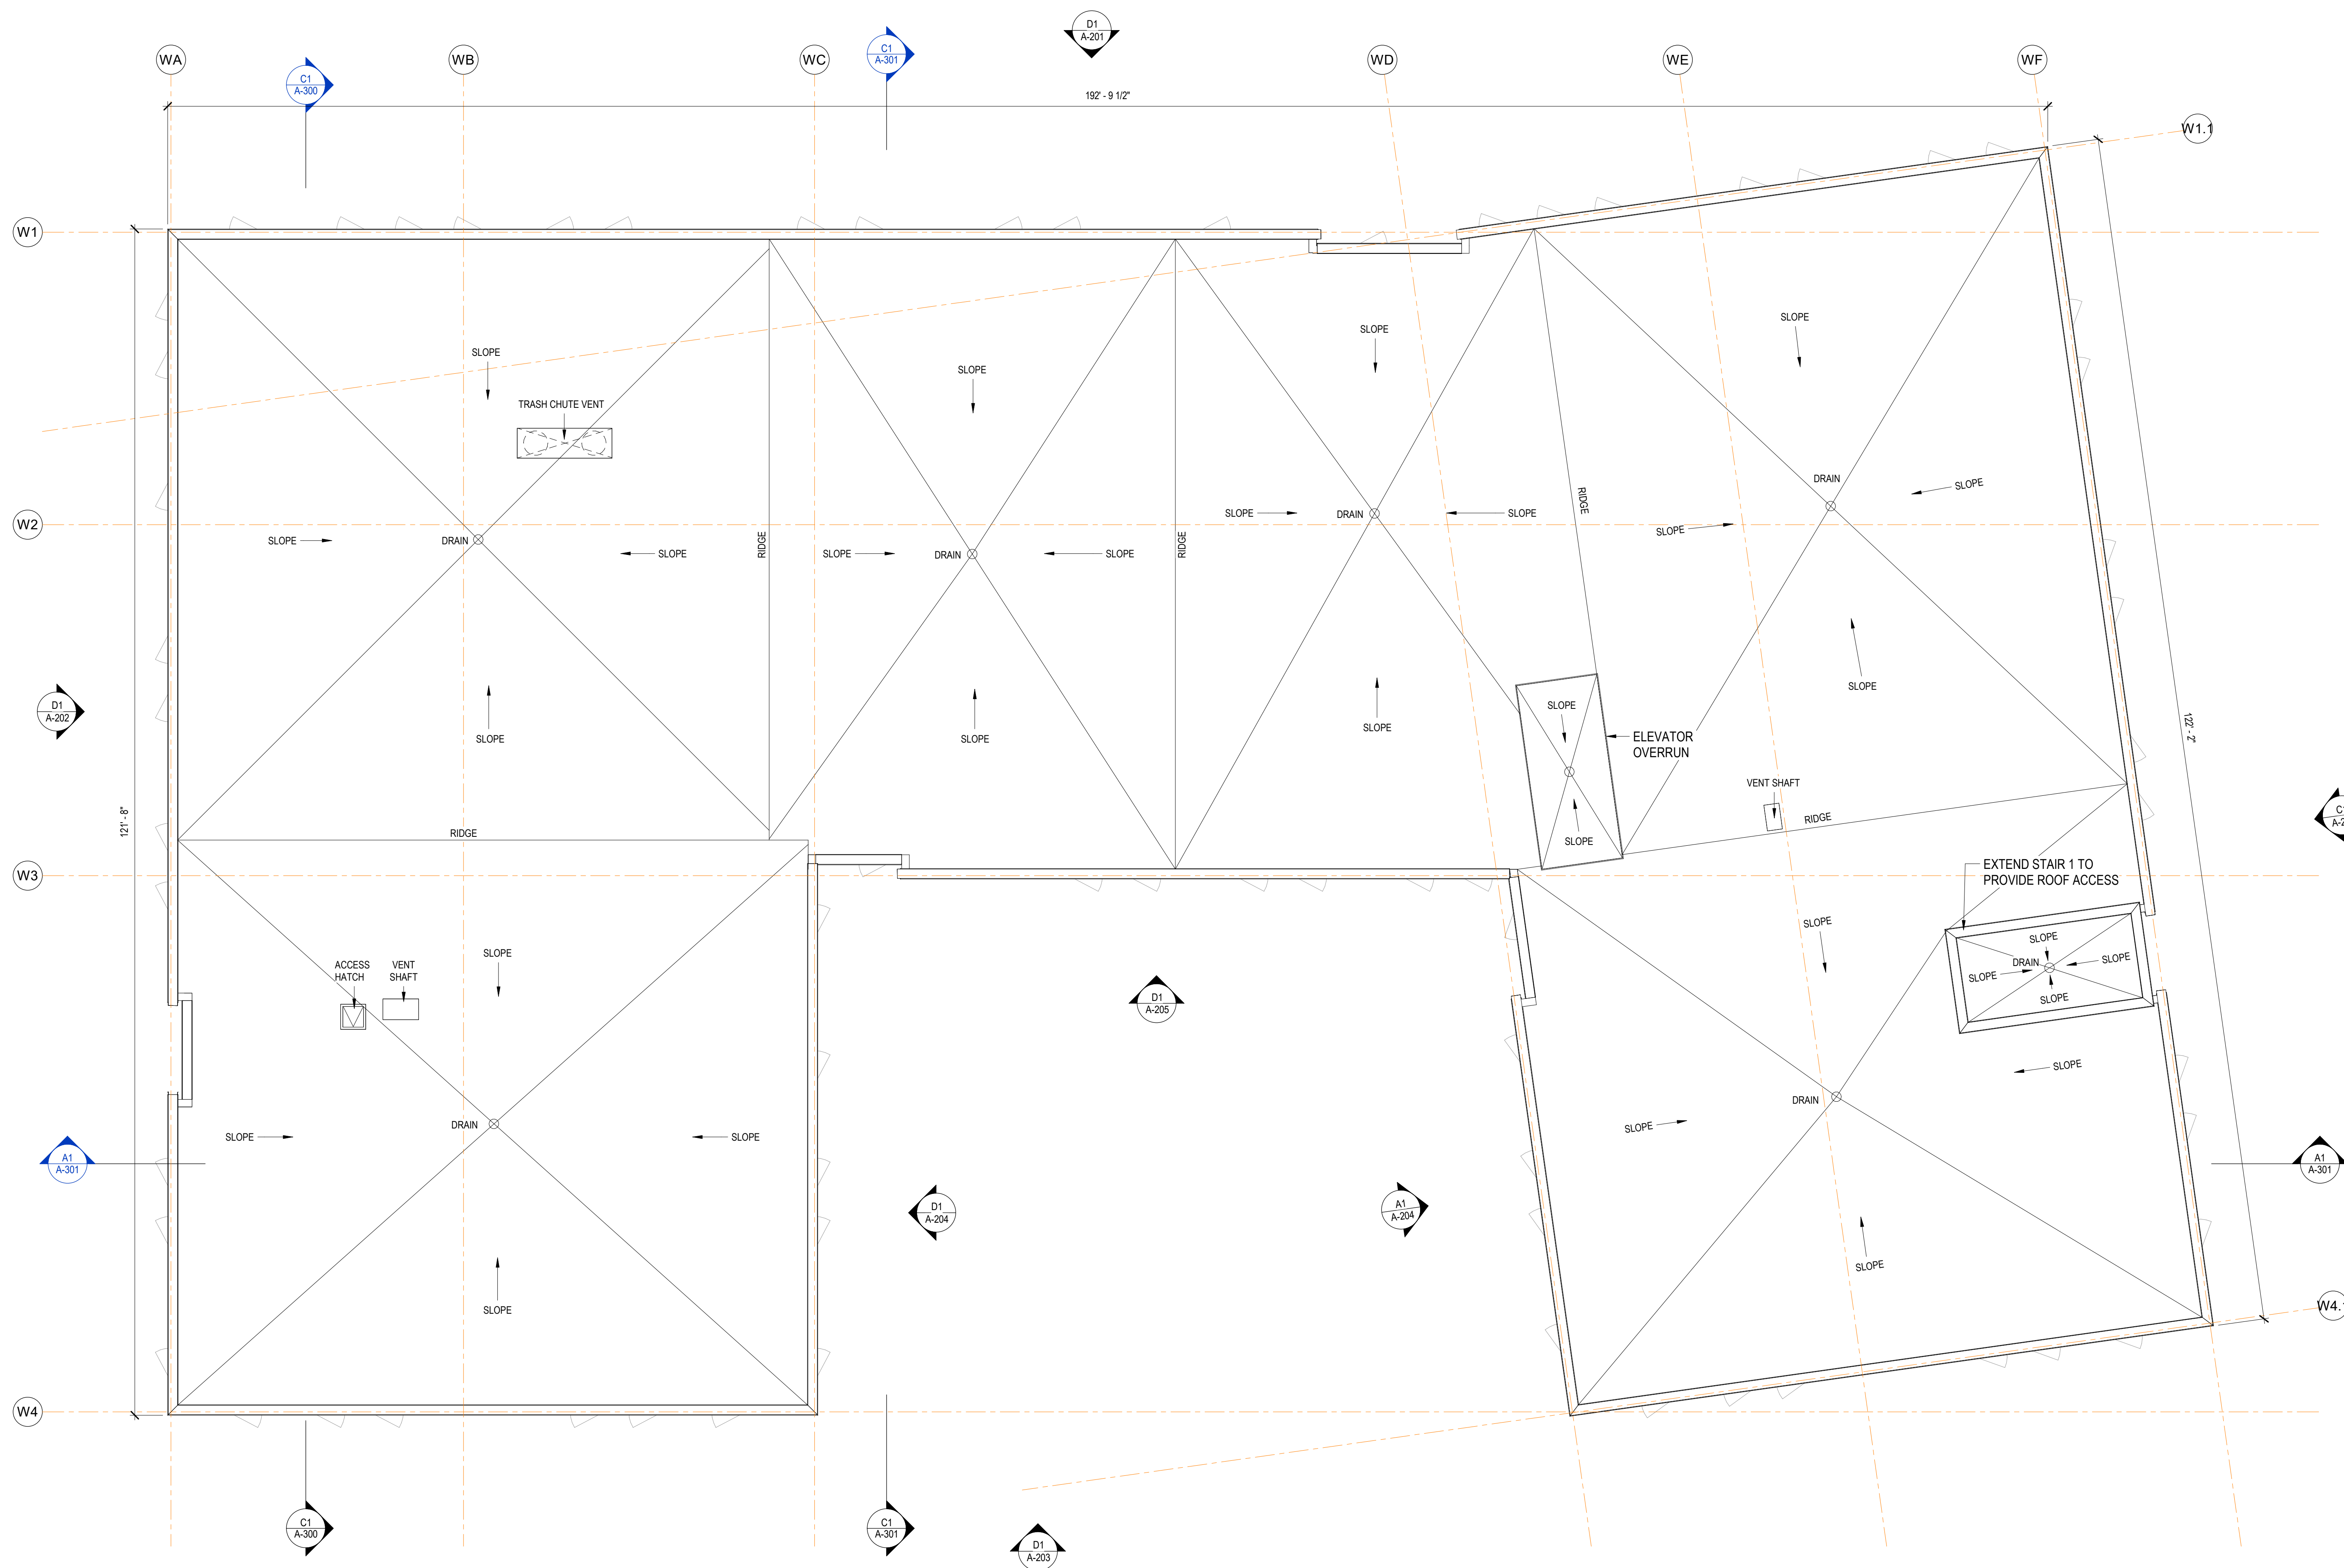 D1
A-201
C1
A-301
WA
WB
WC
WD
WE
WF
C1
A-300
192' - 9 1/2"
W1.1
W1
SLOPE
SLOPE
SLOPE
SLOPE
TRASH CHUTE VENT
DRAIN
SLOPE
RIDGE
SLOPE
DRAIN
SLOPE
W2
SLOPE
DRAIN
SLOPE
RIDGE
SLOPE
DRAIN
SLOPE
RIDGE
SLOPE
SLOPE
D1
A-202
SLOPE
SLOPE
SLOPE
SLOPE
ELEVATOR
OVERRUN
122' - 2"
VENT SHAFT
121' - 8"
RIDGE
RIDGE
SLOPE
W3
EXTEND STAIR 1 TO
PROVIDE ROOF ACCESS
SLOPE
SLOPE
SLOPE
DRAIN
SLOPE
SLOPE
SLOPE
ACCESS
HATCH
VENT
SHAFT
D1
A-205
SLOPE
DRAIN
DRAIN
SLOPE
SLOPE
SLOPE
A1
A-301
A1
A-301
D1
A-204
A1
A-204
SLOPE
SLOPE
W4
C1
A-300
C1
A-301
D1
A-203